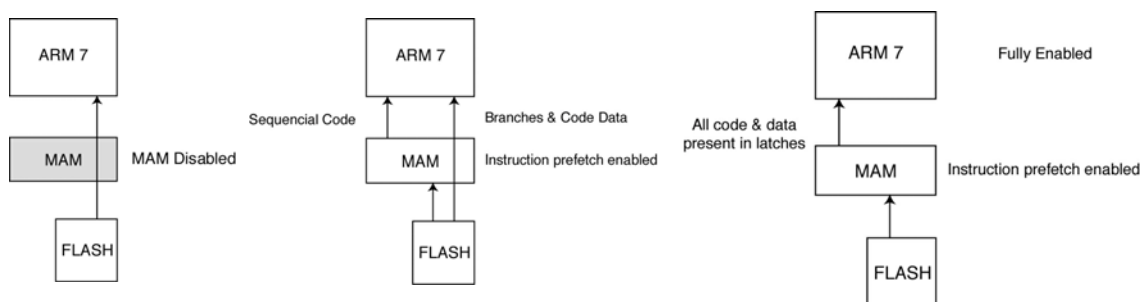 ARM 7
MAM
MAM Disabled
FLASH
ARM 7
Sequencial Code
Branches & Code Data
MAM
Instruction prefetch enabled
FLASH
ARM 7
Fully Enabled
All code & data
present in latches
MAM
Instruction prefetch enabled
FLASH